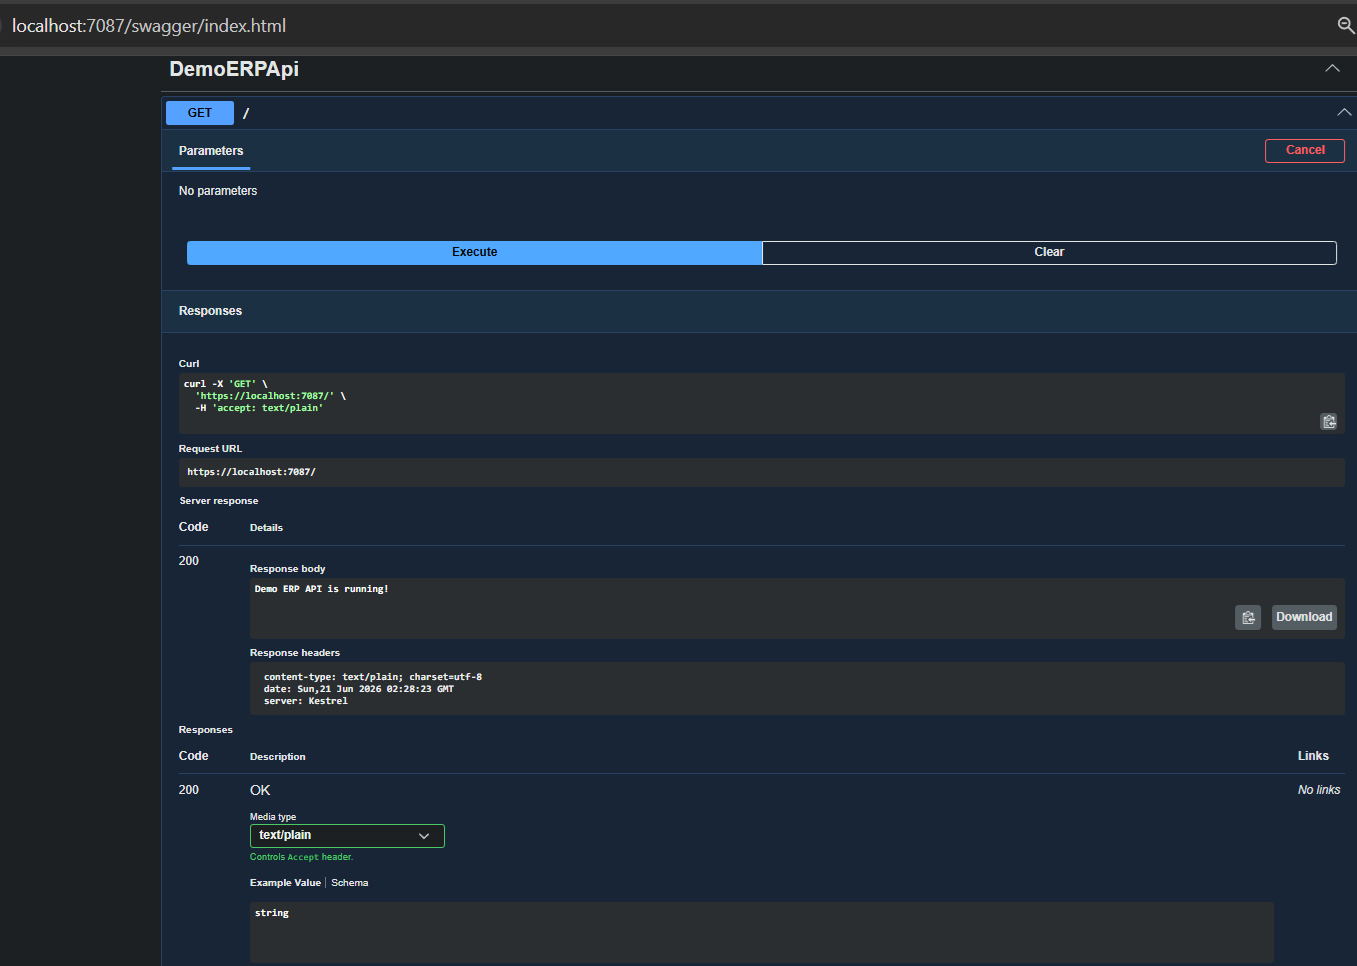 localhost:7087/swagger/index.html
DemoERPApi
GET /
Parameters
Cancel
No parameters
Execute
Clear
Responses
Curl
curl -X 'GET' \
'https://localhost:7087/' \
-H 'accept: text/plain'
Request URL
https://localhost:7087/
Server response
Code Details
200
Response body
Demo ERP API is running!
Download
Response headers
content-type: text/plain; charset=utf-8
date: Sun,21 Jun 2026 02:28:23 GMT
server: Kestrel
Responses
Code Description Links
200 OK No links
Media type
text/plain
Controls Accept header.
Example Value | Schema
string